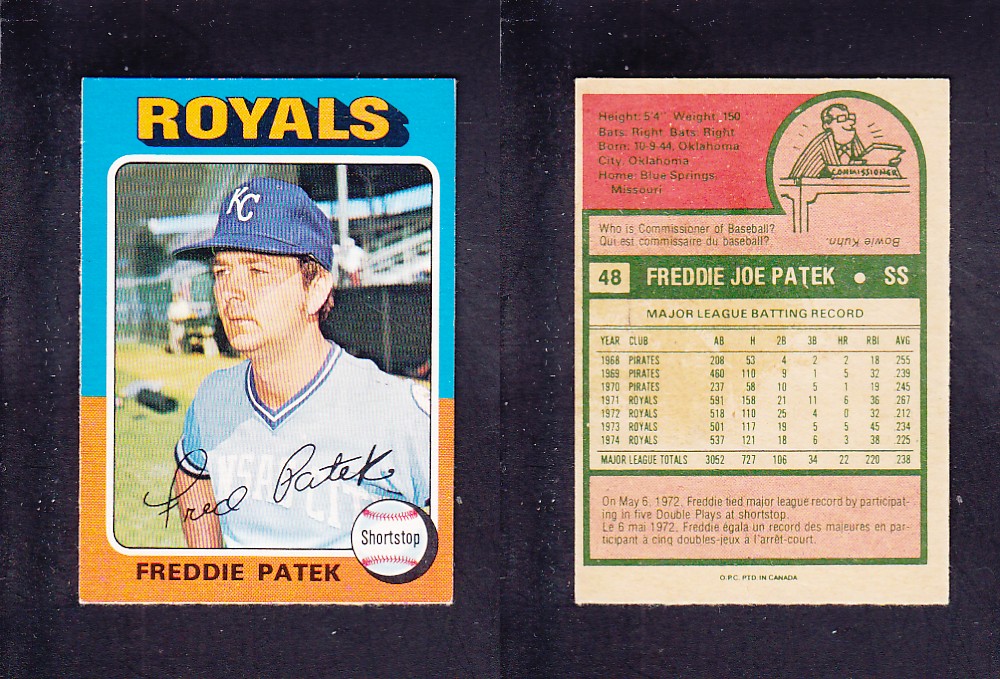 ROYALS
KC
Fred Patek
Shortstop
FREDDIE PATEK
Height: 5'4" Weight: 150
Bats: Right. Bats: Right
Born: 10-9-44, Oklahoma
City, Oklahoma
Home: Blue Springs,
Missouri
COMMISSIONER
Who is Commissioner of Baseball?
Qui est commissaire du baseball?
Bowie Kuhn.
48 FREDDIE JOE PATEK • SS
MAJOR LEAGUE BATTING RECORD
YEAR CLUB AB H 2B 3B HR RBI AVG
1968 PIRATES 208 53 4 2 2 18 .255
1969 PIRATES 460 110 9 1 5 32 .239
1970 PIRATES 237 58 10 5 1 19 .245
1971 ROYALS 591 158 21 11 6 36 .267
1972 ROYALS 518 110 25 4 0 32 .212
1973 ROYALS 501 117 19 5 5 45 .234
1974 ROYALS 537 121 18 6 3 38 .225
MAJOR LEAGUE TOTALS 3052 727 106 34 22 220 .238
On May 6, 1972, Freddie tied major league record by participat-
ing in five Double Plays at shortstop.
Le 6 mai 1972, Freddie égala un record des majeures en par-
ticipant à cinq doubles-jeux à l'arrêt-court.
O.P.C. PTD. IN CANADA